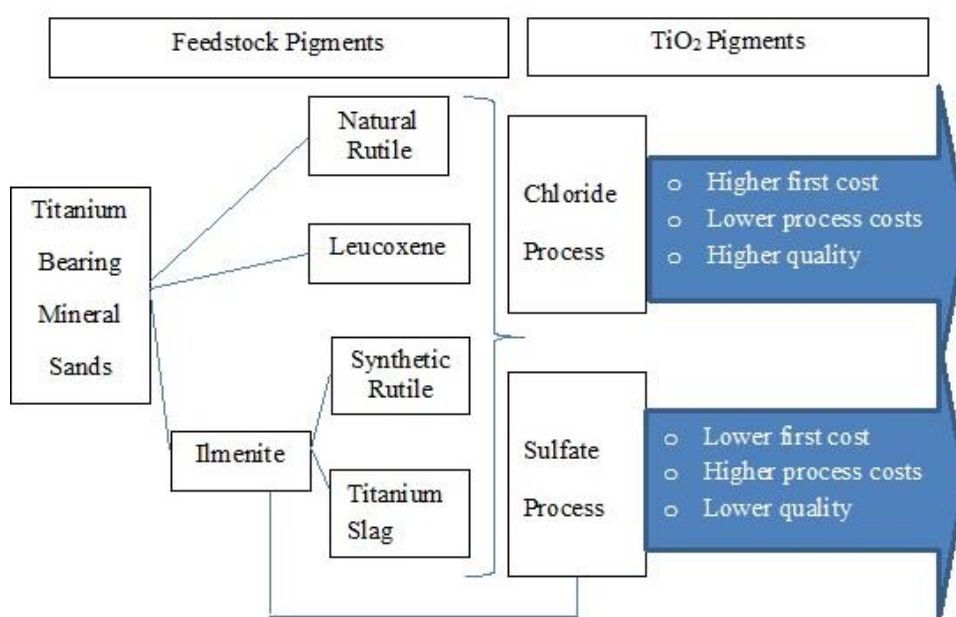 Feedstock Pigments
TiO₂ Pigments
Titanium
Bearing
Mineral
Sands
Natural
Rutile
Leucoxene
Ilmenite
Synthetic
Rutile
Titanium
Slag
Chloride
Process
o Higher first cost
o Lower process costs
o Higher quality
Sulfate
Process
o Lower first cost
o Higher process costs
o Lower quality